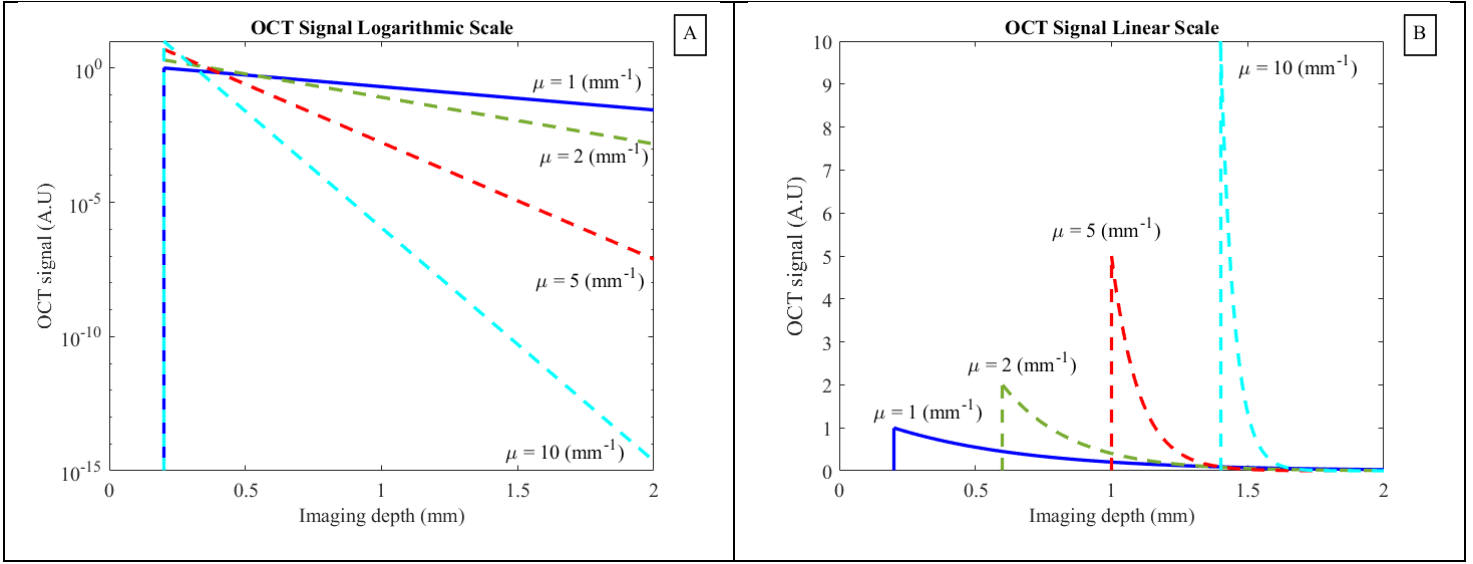 OCT Signal Logarithmic Scale
A
10^0
10^-5
10^-10
10^-15
OCT signal (A.U)
μ = 1 (mm^-1)
μ = 2 (mm^-1)
μ = 5 (mm^-1)
μ = 10 (mm^-1)
0 0.5 1 1.5 2
Imaging depth (mm)
OCT Signal Linear Scale
B
10
9
8
7
6
5
4
3
2
1
0
OCT signal (A.U)
μ = 10 (mm^-1)
μ = 5 (mm^-1)
μ = 2 (mm^-1)
μ = 1 (mm^-1)
0 0.5 1 1.5 2
Imaging depth (mm)